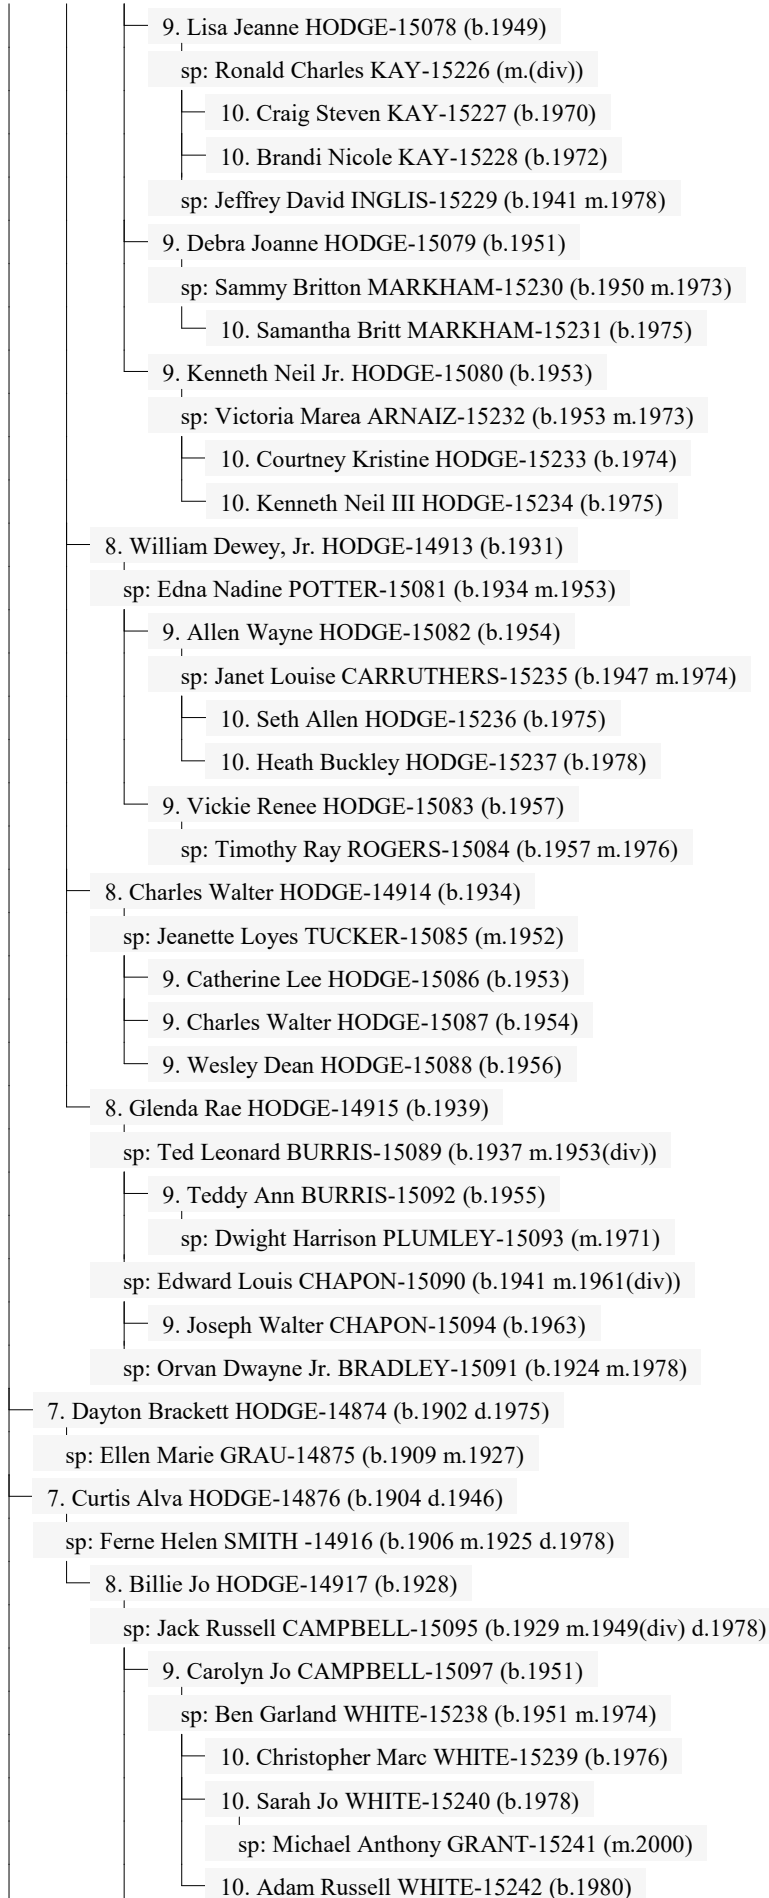 9. Lisa Jeanne HODGE-15078 (b.1949)
sp: Ronald Charles KAY-15226 (m.(div))
10. Craig Steven KAY-15227 (b.1970)
10. Brandi Nicole KAY-15228 (b.1972)
sp: Jeffrey David INGLIS-15229 (b.1941 m.1978)
9. Debra Joanne HODGE-15079 (b.1951)
sp: Sammy Britton MARKHAM-15230 (b.1950 m.1973)
10. Samantha Britt MARKHAM-15231 (b.1975)
9. Kenneth Neil Jr. HODGE-15080 (b.1953)
sp: Victoria Marea ARNAIZ-15232 (b.1953 m.1973)
10. Courtney Kristine HODGE-15233 (b.1974)
10. Kenneth Neil III HODGE-15234 (b.1975)
8. William Dewey, Jr. HODGE-14913 (b.1931)
sp: Edna Nadine POTTER-15081 (b.1934 m.1953)
9. Allen Wayne HODGE-15082 (b.1954)
sp: Janet Louise CARRUTHERS-15235 (b.1947 m.1974)
10. Seth Allen HODGE-15236 (b.1975)
10. Heath Buckley HODGE-15237 (b.1978)
9. Vickie Renee HODGE-15083 (b.1957)
sp: Timothy Ray ROGERS-15084 (b.1957 m.1976)
8. Charles Walter HODGE-14914 (b.1934)
sp: Jeanette Loyes TUCKER-15085 (m.1952)
9. Catherine Lee HODGE-15086 (b.1953)
9. Charles Walter HODGE-15087 (b.1954)
9. Wesley Dean HODGE-15088 (b.1956)
8. Glenda Rae HODGE-14915 (b.1939)
sp: Ted Leonard BURRIS-15089 (b.1937 m.1953(div))
9. Teddy Ann BURRIS-15092 (b.1955)
sp: Dwight Harrison PLUMLEY-15093 (m.1971)
sp: Edward Louis CHAPON-15090 (b.1941 m.1961(div))
9. Joseph Walter CHAPON-15094 (b.1963)
sp: Orvan Dwayne Jr. BRADLEY-15091 (b.1924 m.1978)
7. Dayton Brackett HODGE-14874 (b.1902 d.1975)
sp: Ellen Marie GRAU-14875 (b.1909 m.1927)
7. Curtis Alva HODGE-14876 (b.1904 d.1946)
sp: Ferne Helen SMITH -14916 (b.1906 m.1925 d.1978)
8. Billie Jo HODGE-14917 (b.1928)
sp: Jack Russell CAMPBELL-15095 (b.1929 m.1949(div) d.1978)
9. Carolyn Jo CAMPBELL-15097 (b.1951)
sp: Ben Garland WHITE-15238 (b.1951 m.1974)
10. Christopher Marc WHITE-15239 (b.1976)
10. Sarah Jo WHITE-15240 (b.1978)
sp: Michael Anthony GRANT-15241 (m.2000)
10. Adam Russell WHITE-15242 (b.1980)